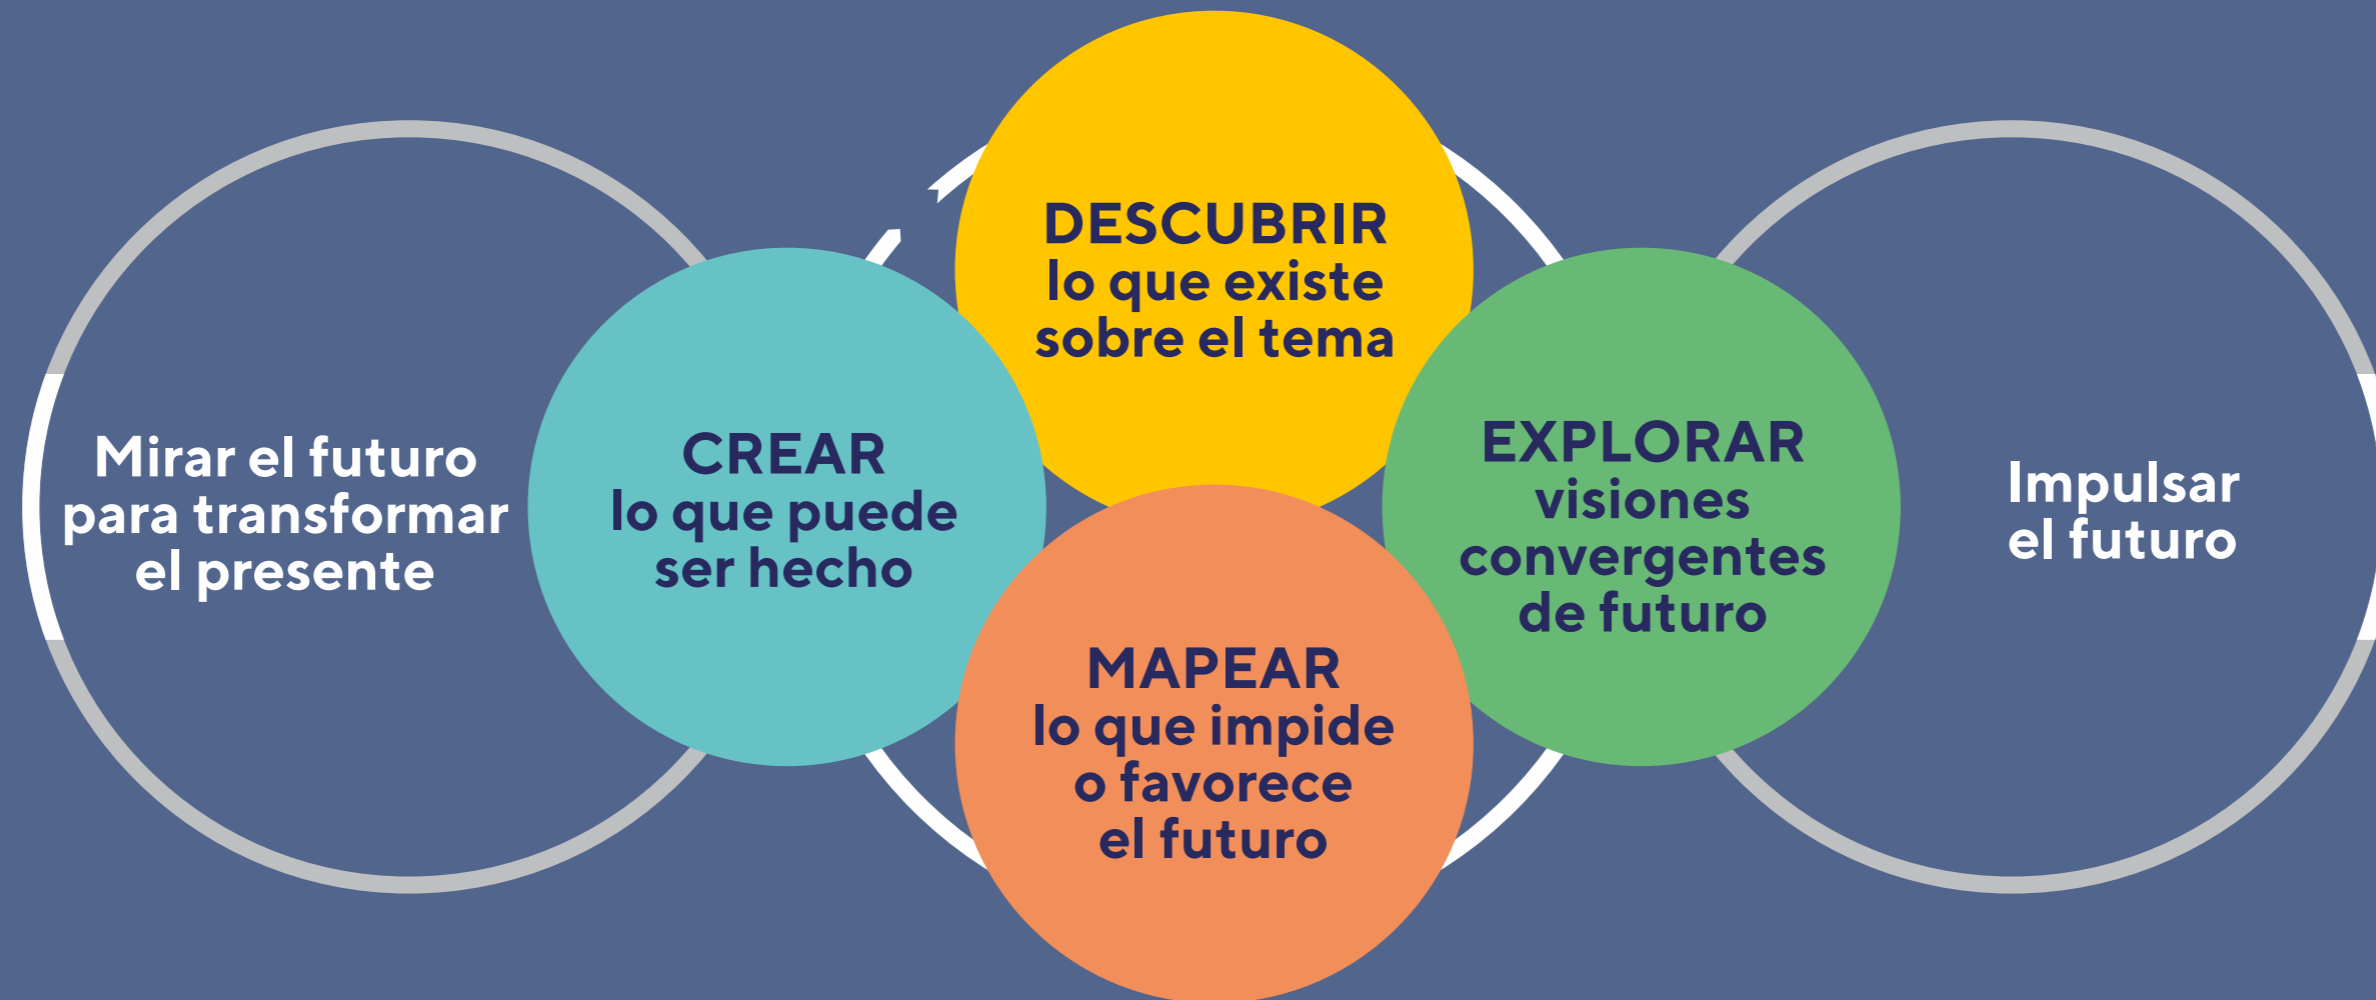 Mirar el futuro
para transformar
el presente
CREAR
lo que puede
ser hecho
DESCUBRIR
lo que existe
sobre el tema
MAPEAR
lo que impide
o favorece
el futuro
EXPLORAR
visiones
convergentes
de futuro
Impulsar
el futuro